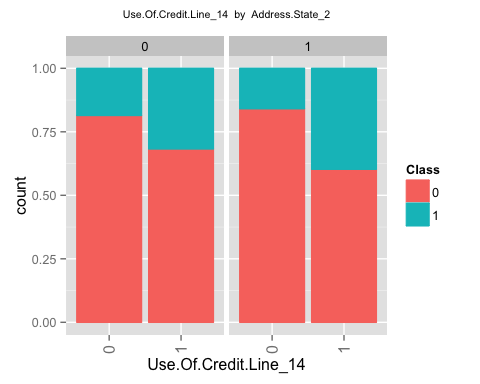 Use.Of.Credit.Line_14 by Address.State_2
0 1
1.00
0.75
0.50
0.25
0.00
count
0 1 0 1
Use.Of.Credit.Line_14
Class
0
1